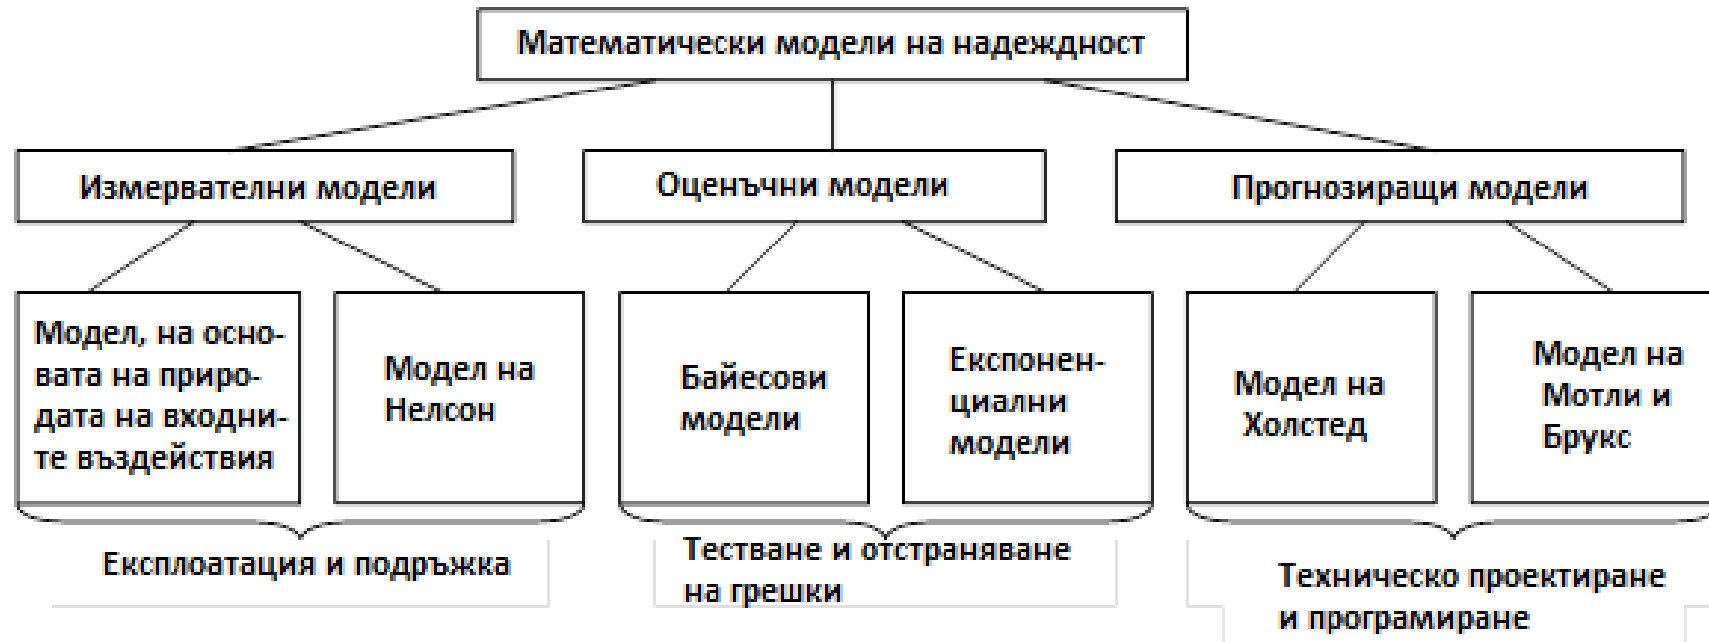 Математически модели на надеждност
Измервателни модели
Оценъчни модели
Прогнозиращи модели
Модел, на осно-
вата на приро-
дата на входни-
те въздействия
Модел на
Нелсон
Байесови
модели
Експонен-
циални
модели
Модел на
Холстед
Модел на
Мотли и
Брукс
Експлоатация и подръжка
Тестване и отстраняване
на грешки
Техническо проектиране
и програмиране